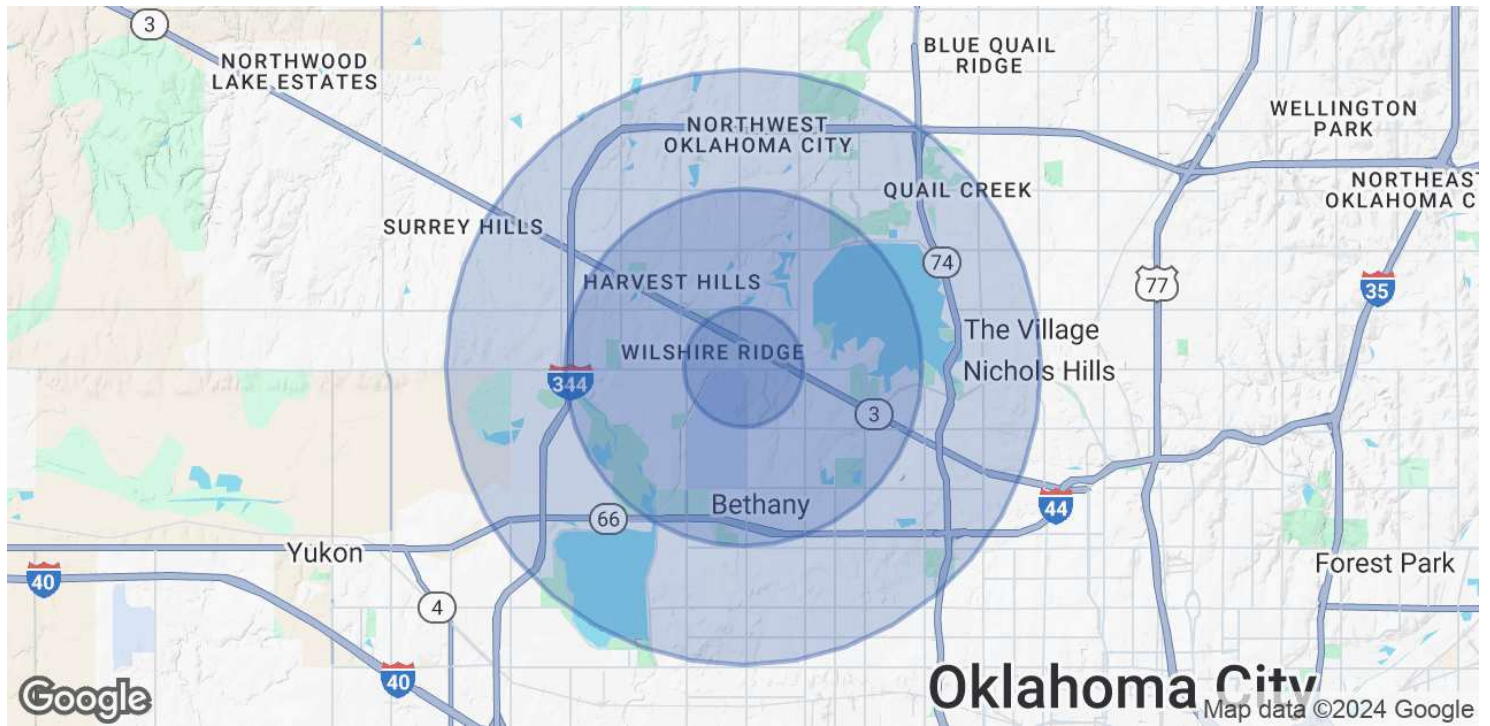 3
NORTHWOOD
LAKE ESTATES
BLUE QUAIL
RIDGE
WELLINGTON
PARK
NORTHWEST
OKLAHOMA CITY
QUAIL CREEK
NORTHEAST
OKLAHOMA C
SURREY HILLS
74
HARVEST HILLS
77
35
The Village
WILSHIRE RIDGE
Nichols Hills
344
3
Bethany
44
66
Yukon
Forest Park
40
4
40
Oklahoma City
Google
Map data ©2024 Google